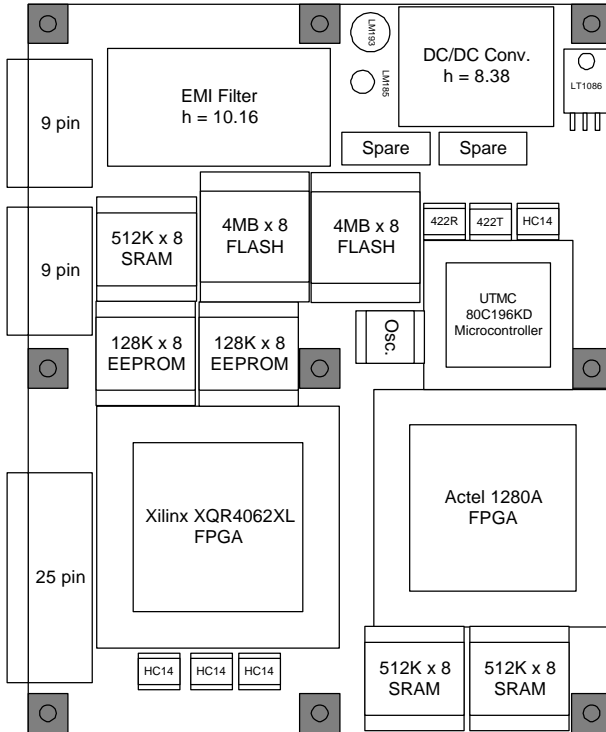 LM193
DC/DC Conv.
h = 8.38
EMI Filter
h = 10.16
LM185
LT1086
9 pin
Spare
Spare
512K x 8
SRAM
4MB x 8
FLASH
4MB x 8
FLASH
422R
422T
HC14
9 pin
UTMC
80C196KD
Microcontroller
128K x 8
EEPROM
128K x 8
EEPROM
Osc.
Xilinx XQR4062XL
FPGA
Actel 1280A
FPGA
25 pin
HC14
HC14
HC14
512K x 8
SRAM
512K x 8
SRAM